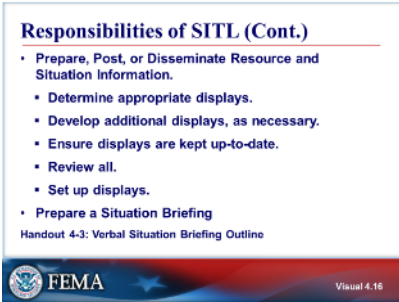 Responsibilities of SITL (Cont.)
• Prepare, Post, or Disseminate Resource and
Situation Information.
▪ Determine appropriate displays.
▪ Develop additional displays, as necessary.
▪ Ensure displays are kept up-to-date.
▪ Review all.
▪ Set up displays.
• Prepare a Situation Briefing
Handout 4-3: Verbal Situation Briefing Outline
FEMA
Visual 4.16